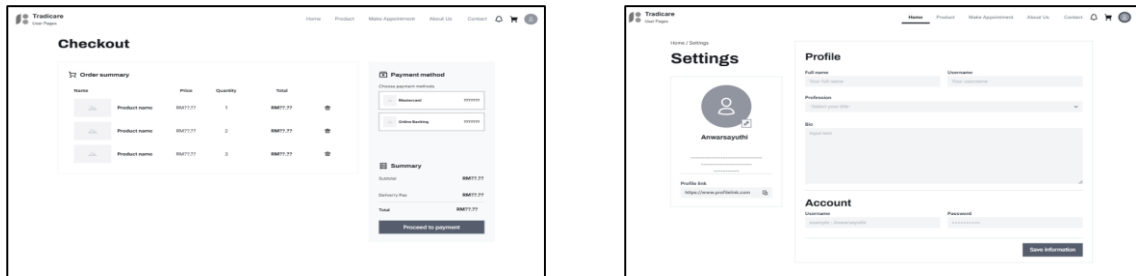 Tradicare
User Pages
Home Product Make Appointment About Us Contact
Checkout
Order summary
Name Price Quantity Total
Product name RM??.?? 1 RM??.??
Product name RM??.?? 2 RM??.??
Product name RM??.?? 3 RM??.??
Payment method
Choose payment methods
Mastercard ???????
Online Banking ???????
Summary
Subtotal RM??.??
Delivery Fee RM??.??
Total RM??.??
Proceed to payment
Tradicare
User Pages
Home Product Make Appointment About Us Contact
Home / Settings
Settings
Anwarsayuthi
Profile link
https://www.profilelink.com
Profile
Full name Username
Your full name Your username
Profession
Select your title
Bio
Input text
Account
Username Password
example : Anwarsayuthi
Save information